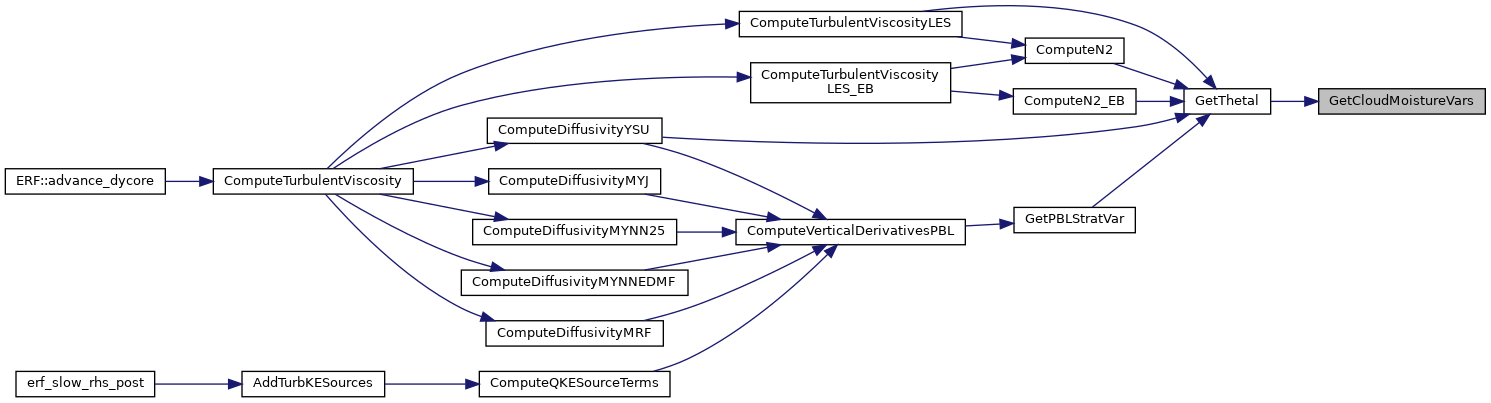 ComputeTurbulentViscosityLES
ComputeN2
ComputeTurbulentViscosity
LES_EB
ComputeN2_EB
GetThetal
GetCloudMoistureVars
ComputeDiffusivityYSU
ERF::advance_dycore
ComputeTurbulentViscosity
ComputeDiffusivityMYJ
GetPBLStratVar
ComputeDiffusivityMYNN25
ComputeVerticalDerivativesPBL
ComputeDiffusivityMYNNEDMF
ComputeDiffusivityMRF
erf_slow_rhs_post
AddTurbKESources
ComputeQKESourceTerms